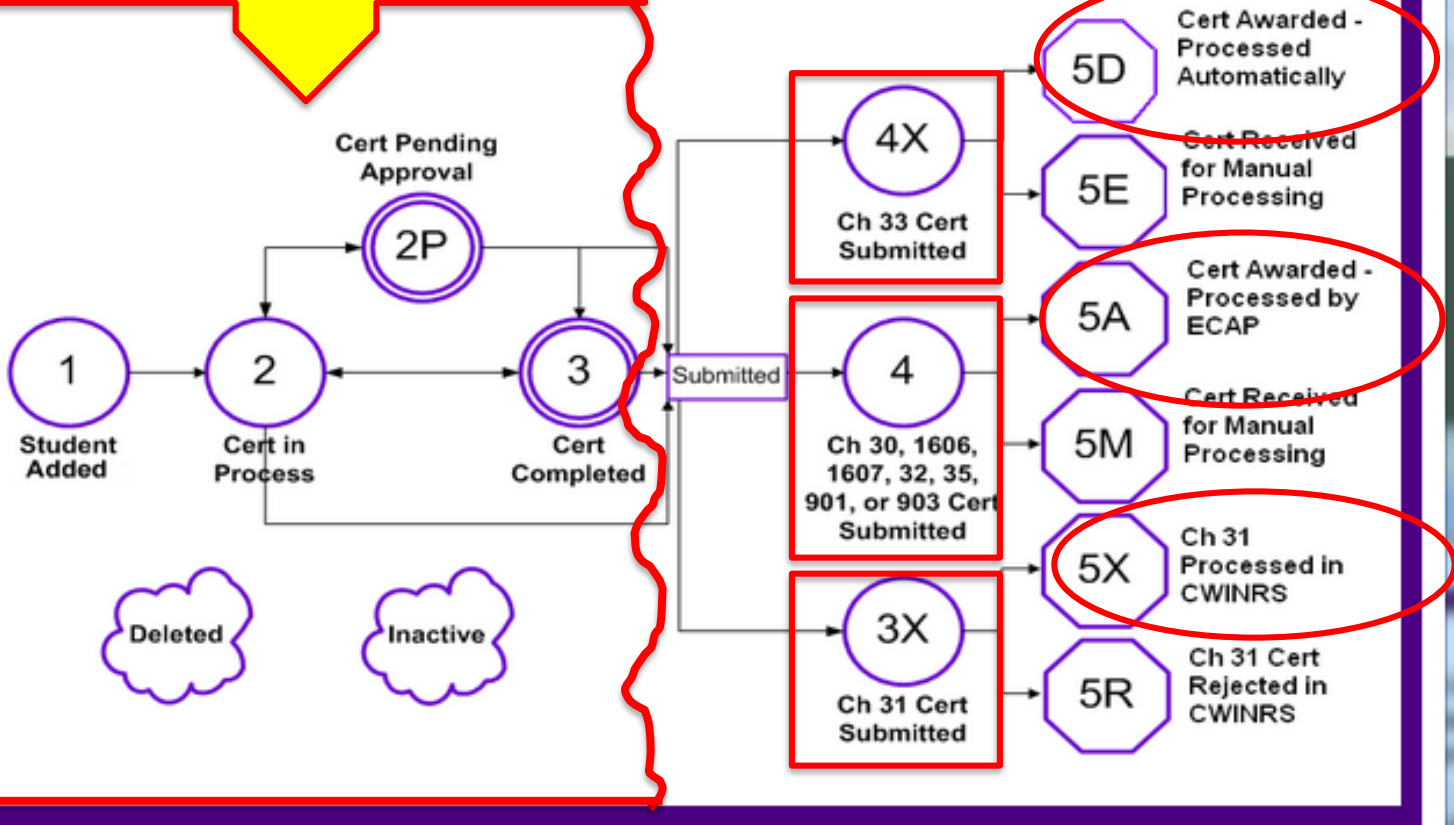 Cert Awarded -
Processed
Automatically
5D
Cert Pending
Approval
4X
Cert Received
for Manual
Processing
5E
2P
Ch 33 Cert
Submitted
Cert Awarded -
Processed by
ECAP
5A
1
2
3
Submitted
4
Student
Added
Cert in
Process
Cert
Completed
Ch 30, 1606,
1607, 32, 35,
901, or 903 Cert
Submitted
Cert Received
for Manual
Processing
5M
Ch 31
Processed in
CWINRS
5X
Deleted
Inactive
3X
Ch 31 Cert
Submitted
Ch 31 Cert
Rejected in
CWINRS
5R